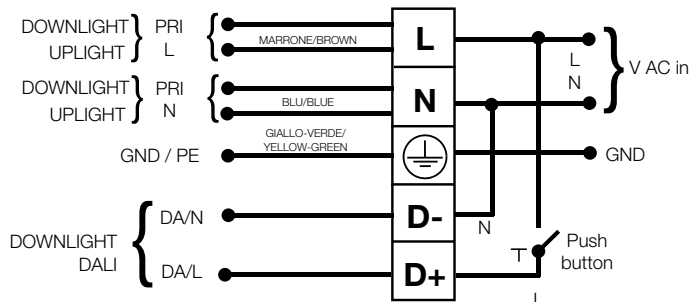 DOWNLIGHT
UPLIGHT
PRI
L
MARRONE/BROWN
L
L
N
V AC in
DOWNLIGHT
UPLIGHT
PRI
N
BLU/BLUE
N
GIALLO-VERDE/
YELLOW-GREEN
GND / PE
GND
DOWNLIGHT
DALI
DA/N
D-
N
DA/L
D+
Push
button
L